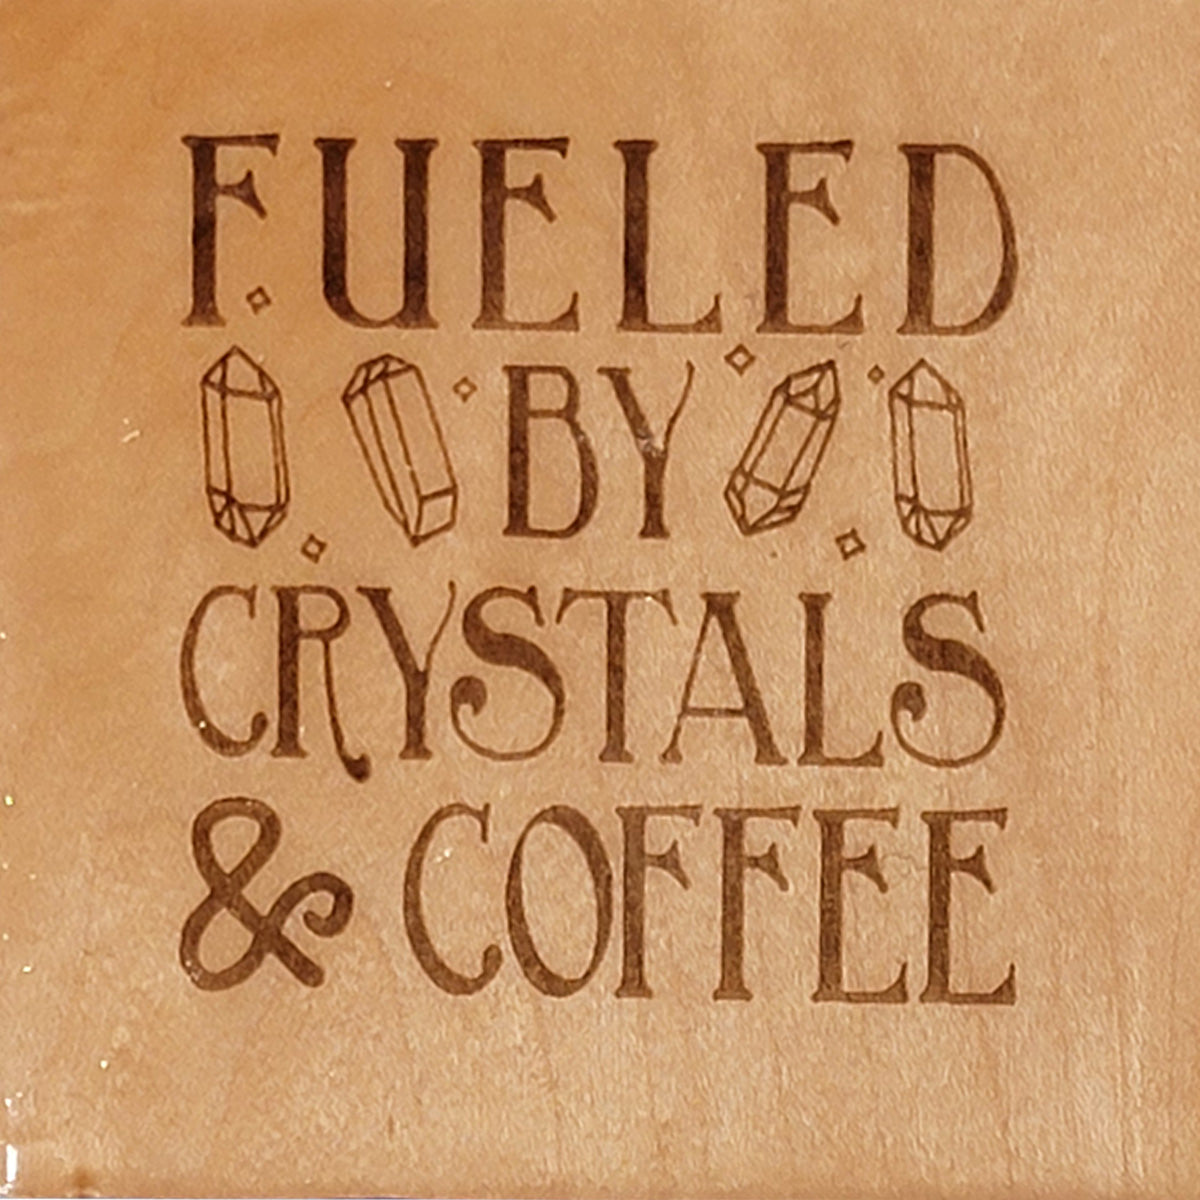 FUELED
BY
CRYSTALS
& COFFEE